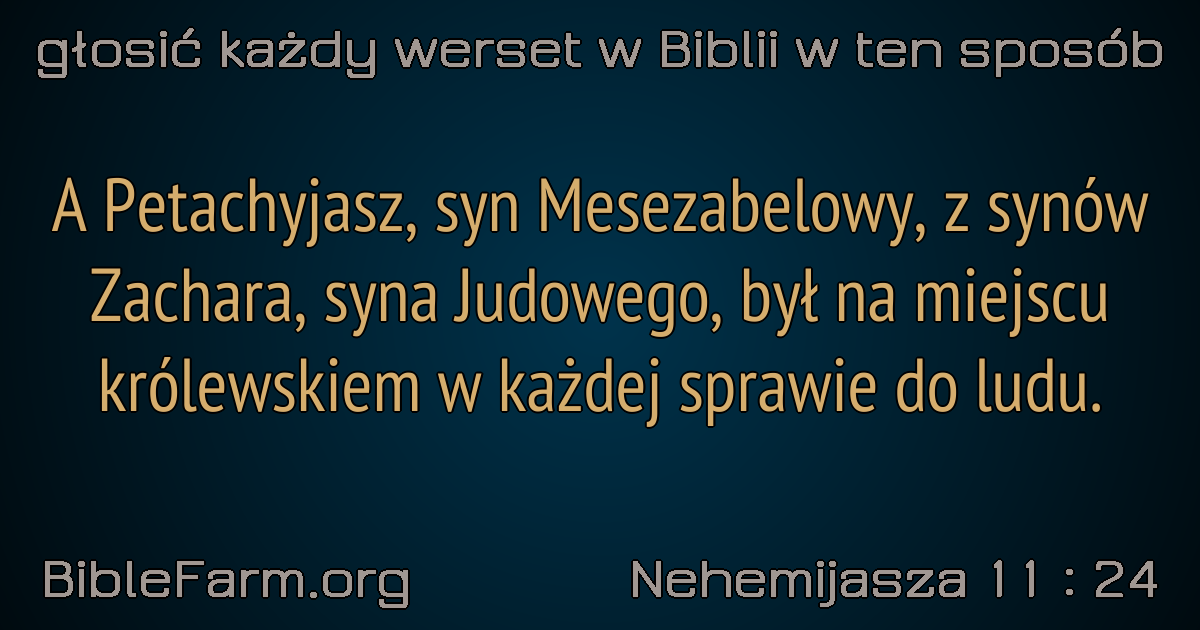 głosić każdy werset w Biblii w ten sposób
A Petachyjasz, syn Mesezabelowy, z synów
Zachara, syna Judowego, był na miejscu
królewskiem w każdej sprawie do ludu.
BibleFarm.org
Nehemijasza 11 : 24